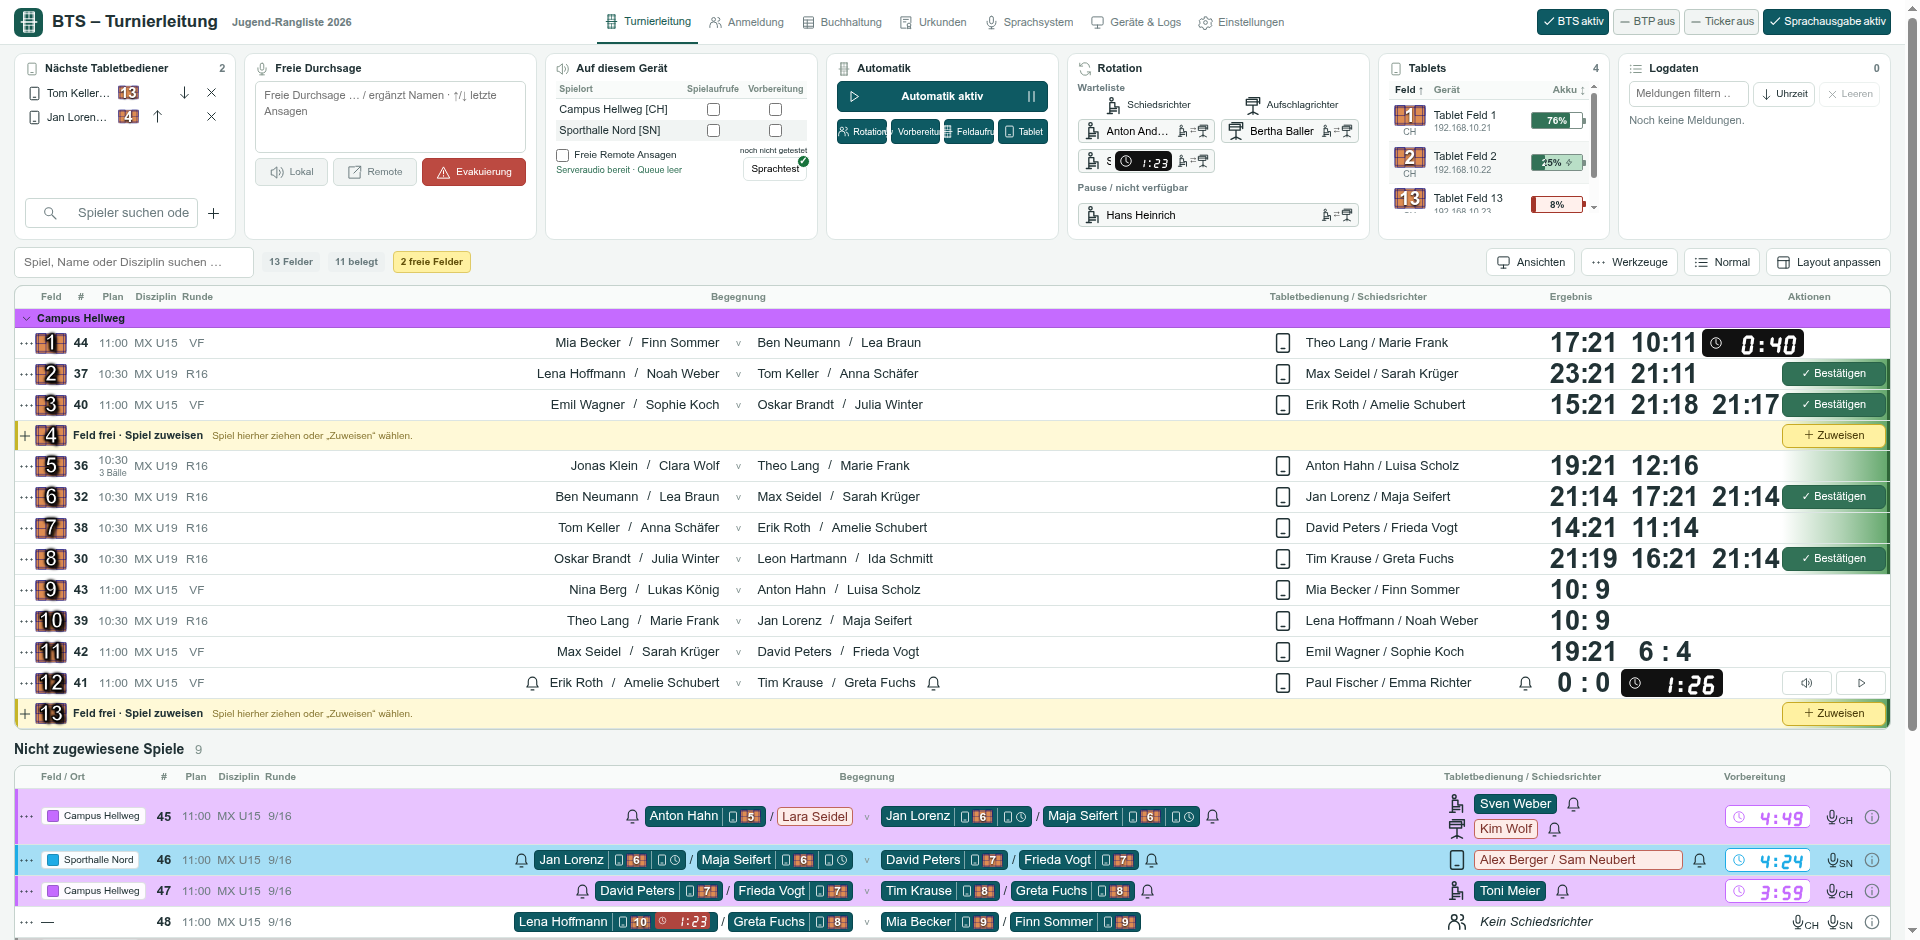 BTS – Turnierleitung
Jugend-Rangliste 2026
Turnierleitung
Anmeldung
Buchhaltung
Urkunden
Sprachsystem
Geräte & Logs
Einstellungen
✓ BTS aktiv
— BTP aus
— Ticker aus
✓ Sprachausgabe aktiv
Nächste Tabletbediener 2
Tom Keller… 13
Jan Loren… 4
Spieler suchen ode
Freie Durchsage
Freie Durchsage … / ergänzt Namen · ↑/↓ letzte
Ansagen
Lokal
Remote
Evakuierung
Auf diesem Gerät
Spielort Spielaufrufe Vorbereitung
Campus Hellweg [CH]
Sporthalle Nord [SN]
Freie Remote Ansagen
Serveraudio bereit · Queue leer
noch nicht getestet
Sprachtest
Automatik
Automatik aktiv
Rotation
Vorbereitu
Feldaufru
Tablet
Rotation
Warteliste
Schiedsrichter
Aufschlagrichter
Anton And…
Bertha Baller
1:23
Pause / nicht verfügbar
Hans Heinrich
Tablets 4
Feld ↑ Gerät Akku ↕
1 CH Tablet Feld 1 192.168.10.21 76%
2 CH Tablet Feld 2 192.168.10.22 25%
13 Tablet Feld 13 192.168.10.23 8%
Logdaten 0
Meldungen filtern ..
↓ Uhrzeit
× Leeren
Noch keine Meldungen.
Spiel, Name oder Disziplin suchen …
13 Felder
11 belegt
2 freie Felder
Ansichten
Werkzeuge
Normal
Layout anpassen
Feld # Plan Disziplin Runde Begegnung Tabletbedienung / Schiedsrichter Ergebnis Aktionen
Campus Hellweg
1 44 11:00 MX U15 VF Mia Becker / Finn Sommer v Ben Neumann / Lea Braun Theo Lang / Marie Frank 17:21 10:11 0:40
2 37 10:30 MX U19 R16 Lena Hoffmann / Noah Weber v Tom Keller / Anna Schäfer Max Seidel / Sarah Krüger 23:21 21:11 ✓ Bestätigen
3 40 11:00 MX U15 VF Emil Wagner / Sophie Koch v Oskar Brandt / Julia Winter Erik Roth / Amelie Schubert 15:21 21:18 21:17 ✓ Bestätigen
4 Feld frei · Spiel zuweisen Spiel hierher ziehen oder „Zuweisen“ wählen. + Zuweisen
5 36 10:30 3 Bälle MX U19 R16 Jonas Klein / Clara Wolf v Theo Lang / Marie Frank Anton Hahn / Luisa Scholz 19:21 12:16
6 32 10:30 MX U19 R16 Ben Neumann / Lea Braun v Max Seidel / Sarah Krüger Jan Lorenz / Maja Seifert 21:14 17:21 21:14 ✓ Bestätigen
7 38 10:30 MX U19 R16 Tom Keller / Anna Schäfer v Erik Roth / Amelie Schubert David Peters / Frieda Vogt 14:21 11:14
8 30 10:30 MX U19 R16 Oskar Brandt / Julia Winter v Leon Hartmann / Ida Schmitt Tim Krause / Greta Fuchs 21:19 16:21 21:14 ✓ Bestätigen
9 43 11:00 MX U15 VF Nina Berg / Lukas König v Anton Hahn / Luisa Scholz Mia Becker / Finn Sommer 10: 9
10 39 10:30 MX U19 R16 Theo Lang / Marie Frank v Jan Lorenz / Maja Seifert Lena Hoffmann / Noah Weber 10: 9
11 42 11:00 MX U15 VF Max Seidel / Sarah Krüger v David Peters / Frieda Vogt Emil Wagner / Sophie Koch 19:21 6 : 4
12 41 11:00 MX U15 VF Erik Roth / Amelie Schubert v Tim Krause / Greta Fuchs Paul Fischer / Emma Richter 0 : 0 1:26
13 Feld frei · Spiel zuweisen Spiel hierher ziehen oder „Zuweisen“ wählen. + Zuweisen
Nicht zugewiesene Spiele 9
Feld / Ort # Plan Disziplin Runde Begegnung Tabletbedienung / Schiedsrichter Vorbereitung
Campus Hellweg 45 11:00 MX U15 9/16 Anton Hahn 5 / Lara Seidel v Jan Lorenz 6 / Maja Seifert 6 Sven Weber 4:49 CH
Kim Wolf
Sporthalle Nord 46 11:00 MX U15 9/16 Jan Lorenz 6 / Maja Seifert 6 David Peters 7 / Frieda Vogt 7 Alex Berger / Sam Neubert 4:24 SN
Campus Hellweg 47 11:00 MX U15 9/16 David Peters 7 / Frieda Vogt 7 v Tim Krause 8 / Greta Fuchs 8 Toni Meier 3:59 CH
— 48 11:00 MX U15 9/16 Lena Hoffmann 10 1:23 / Greta Fuchs 8 v Mia Becker 9 / Finn Sommer 9 Kein Schiedsrichter CH SN